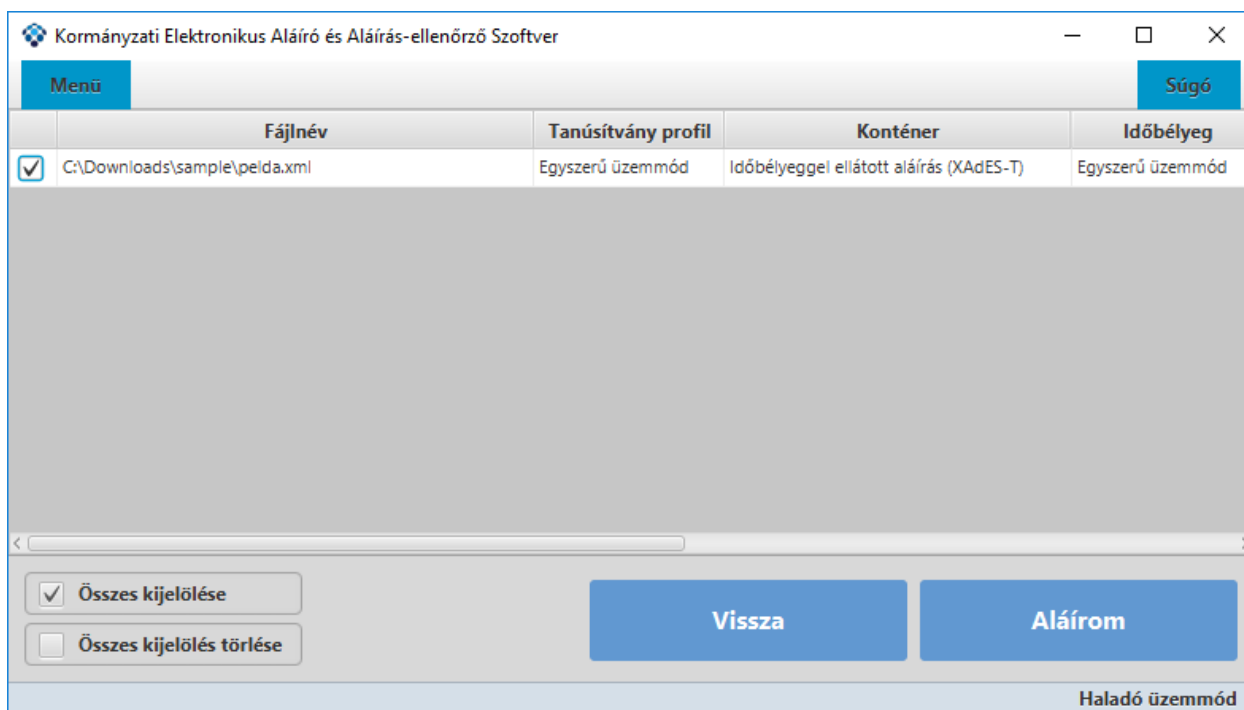 Kormányzati Elektronikus Aláíró és Aláírás-ellenőrző Szoftver
Menü Súgó
Fájlnév Tanúsítvány profil Konténer Időbélyeg
C:\Downloads\sample\pelda.xml Egyszerű üzemmód Időbélyeggel ellátott aláírás (XAdES-T) Egyszerű üzemmód
Összes kijelölése
Vissza Aláírom
Összes kijelölés törlése
Haladó üzemmód